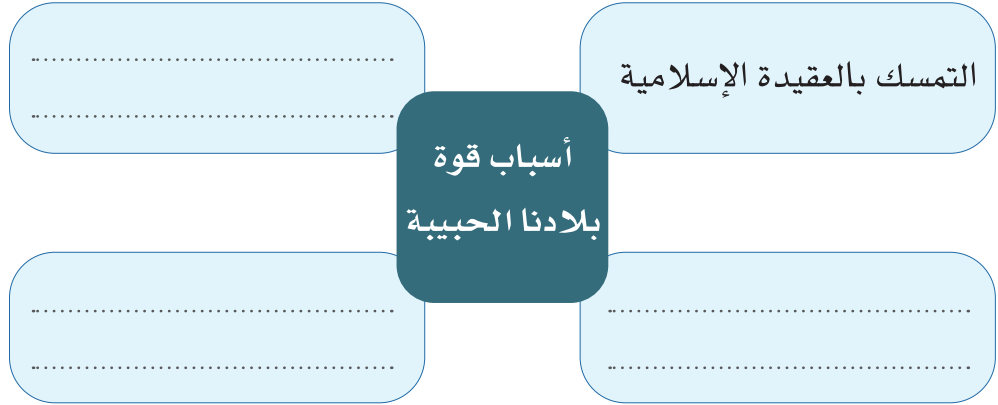 التمسك بالعقيدة الإسلامية
أسباب قوة
بلادنا الحبيبة